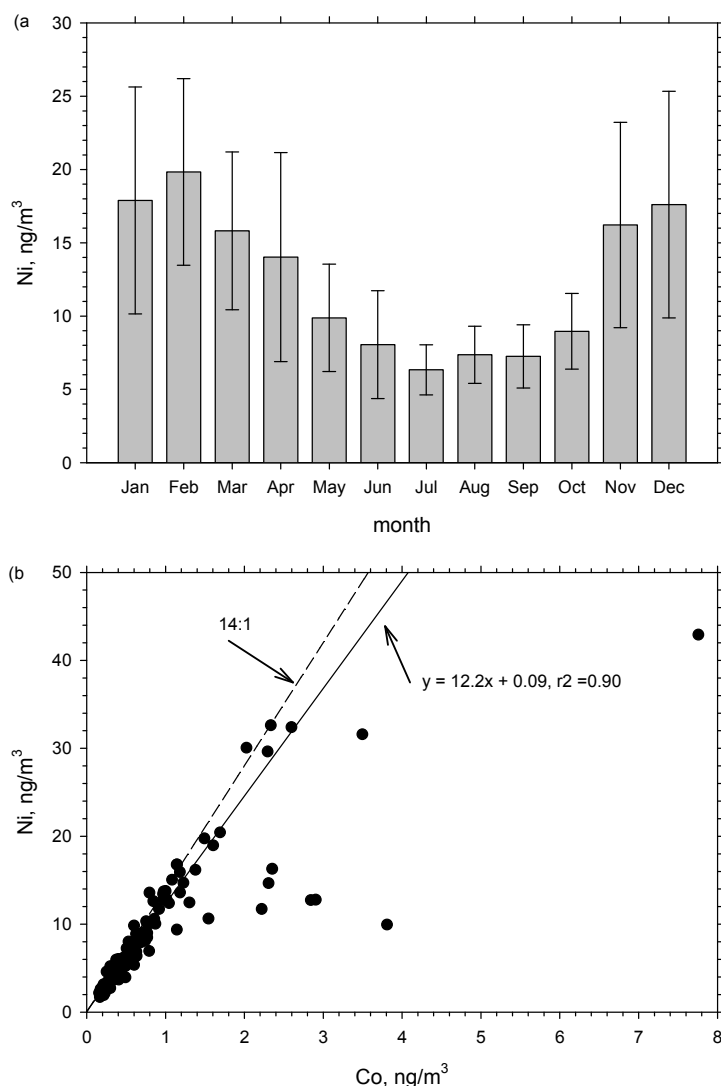 (a
30
25
20
15
10
5
0
Ni, ng/m³
Jan Feb Mar Apr May Jun Jul Aug Sep Oct Nov Dec
month
(b
50
40
30
20
10
0
Ni, ng/m³
14:1
y = 12.2x + 0.09, r2 =0.90
0 1 2 3 4 5 6 7 8
Co, ng/m³